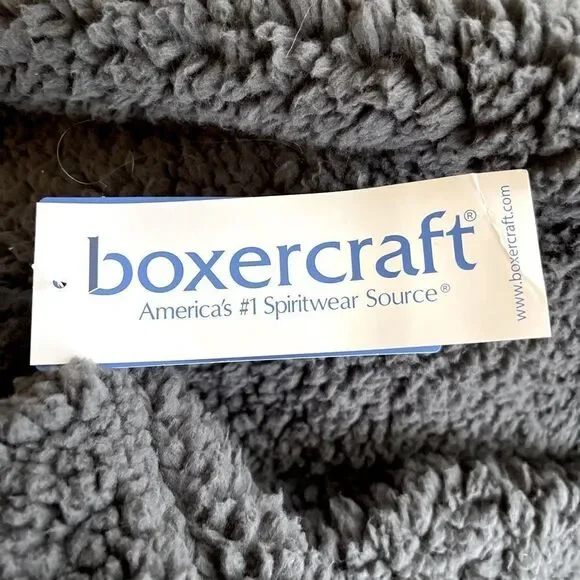 boxercraft®
America's #1 Spiritwear Source®
www.boxercraft.com